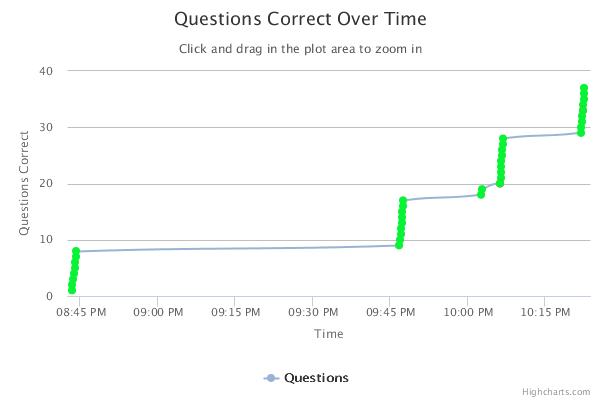 Questions Correct Over Time
Click and drag in the plot area to zoom in
40
30
20
10
0
Questions Correct
08:45 PM 09:00 PM 09:15 PM 09:30 PM 09:45 PM 10:00 PM 10:15 PM
Time
Questions
Highcharts.com